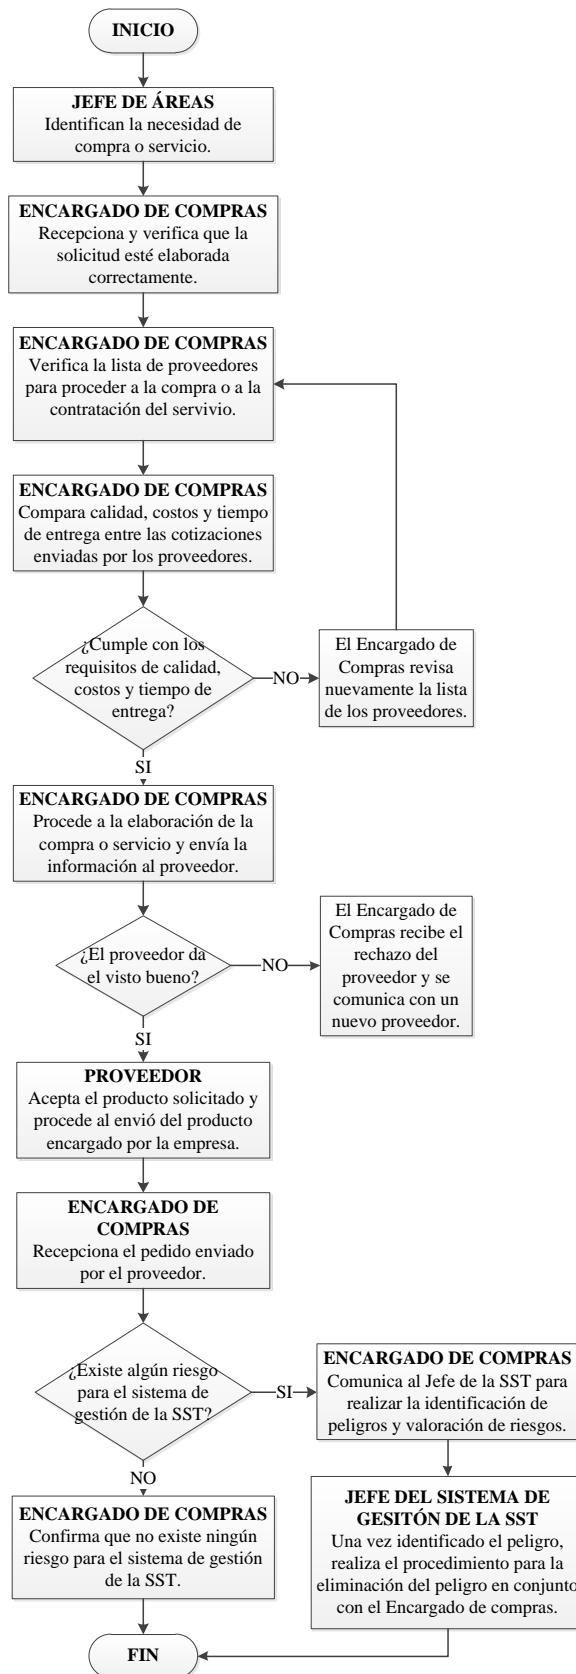 INICIO
JEFE DE ÁREAS
Identifican la necesidad de
compra o servicio.
ENCARGADO DE COMPRAS
Recepciona y verifica que la
solicitud esté elaborada
correctamente.
ENCARGADO DE COMPRAS
Verifica la lista de proveedores
para proceder a la compra o a la
contratación del servivio.
ENCARGADO DE COMPRAS
Compara calidad, costos y tiempo
de entrega entre las cotizaciones
enviadas por los proveedores.
¿Cumple con los
requisitos de calidad,
costos y tiempo de
entrega?
NO
El Encargado de
Compras revisa
nuevamente la lista
de los proveedores.
SI
ENCARGADO DE COMPRAS
Procede a la elaboración de la
compra o servicio y envía la
información al proveedor.
¿El proveedor da
el visto bueno?
NO
El Encargado de
Compras recibe el
rechazo del
proveedor y se
comunica con un
nuevo proveedor.
SI
PROVEEDOR
Acepta el producto solicitado y
procede al envió del producto
encargado por la empresa.
ENCARGADO DE
COMPRAS
Recepciona el pedido enviado
por el proveedor.
¿Existe algún riesgo
para el sistema de
gestión de la SST?
SI
ENCARGADO DE COMPRAS
Comunica al Jefe de la SST para
realizar la identificación de
peligros y valoración de riesgos.
NO
ENCARGADO DE COMPRAS
Confirma que no existe ningún
riesgo para el sistema de gestión
de la SST.
JEFE DEL SISTEMA DE
GESITÓN DE LA SST
Una vez identificado el peligro,
realiza el procedimiento para la
eliminación del peligro en conjunto
con el Encargado de compras.
FIN